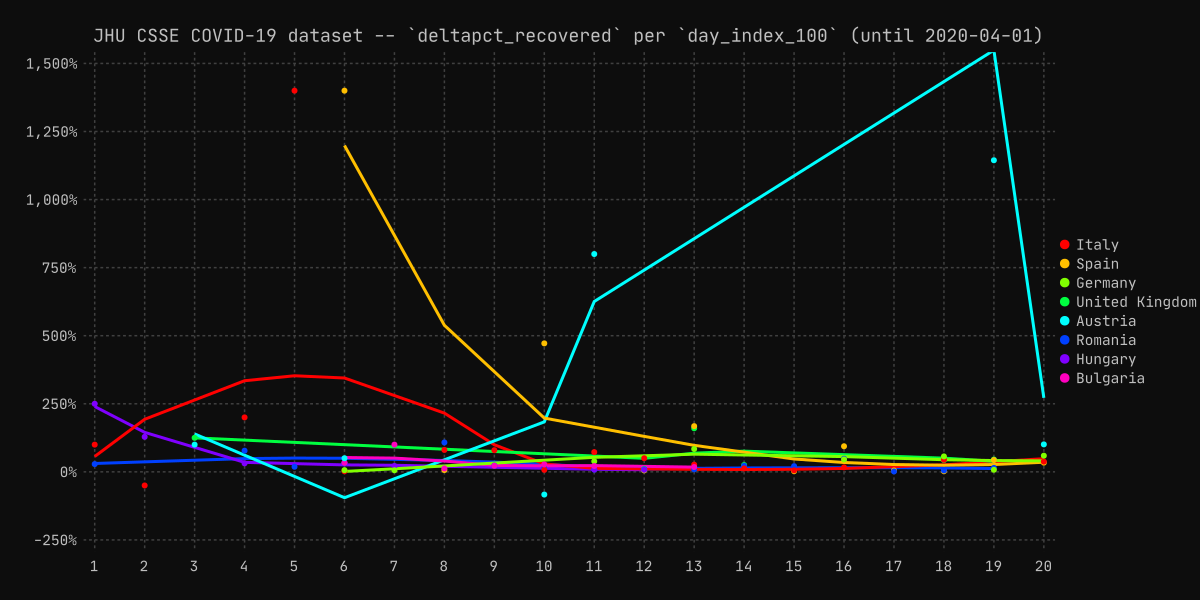 JHU CSSE COVID-19 dataset -- `deltapct_recovered` per `day_index_100` (until 2020-04-01)
1,500%
1,250%
1,000%
750%
500%
250%
0%
-250%
1 2 3 4 5 6 7 8 9 10 11 12 13 14 15 16 17 18 19 20
Italy
Spain
Germany
United Kingdom
Austria
Romania
Hungary
Bulgaria